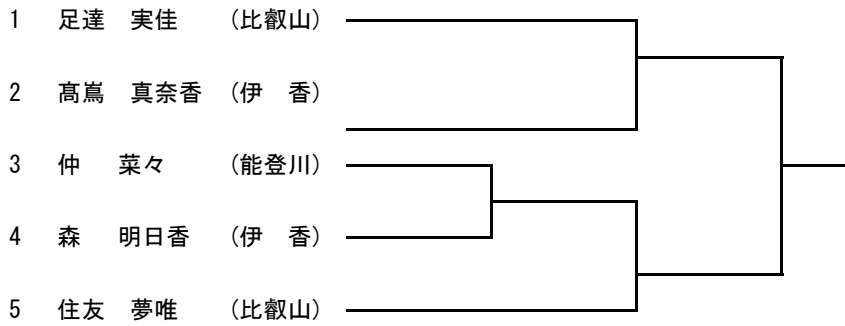 1 足達 実佳 （比叡山）
2 髙嶌 真奈香 （伊 香）
3 仲 菜々 （能登川）
4 森 明日香 （伊 香）
5 住友 夢唯 （比叡山）